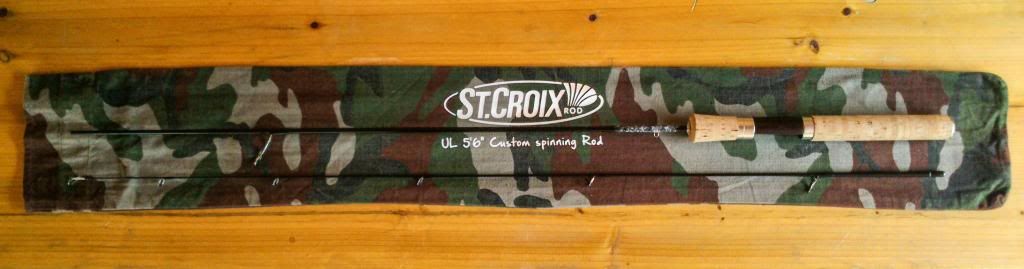 ST.CROIX
ROD
UL 5'6" Custom spinning Rod